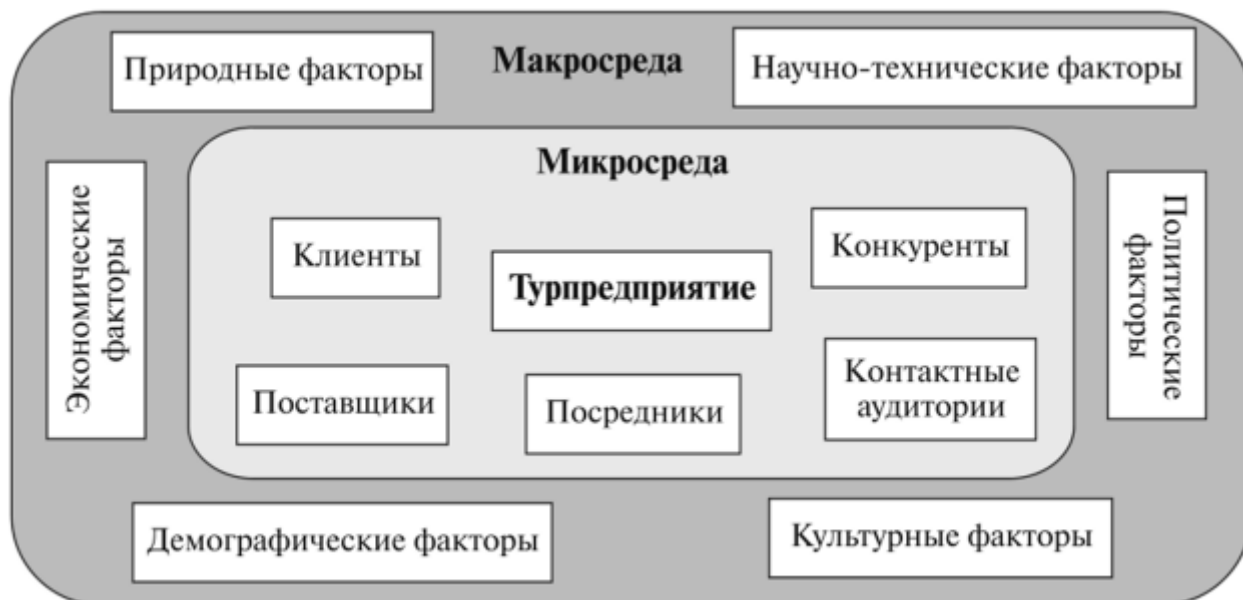 Природные факторы
Макросреда
Научно-технические факторы
Микросреда
Экономические
факторы
Клиенты
Турпредприятие
Конкуренты
Политические
факторы
Поставщики
Посредники
Контактные
аудитории
Демографические факторы
Культурные факторы